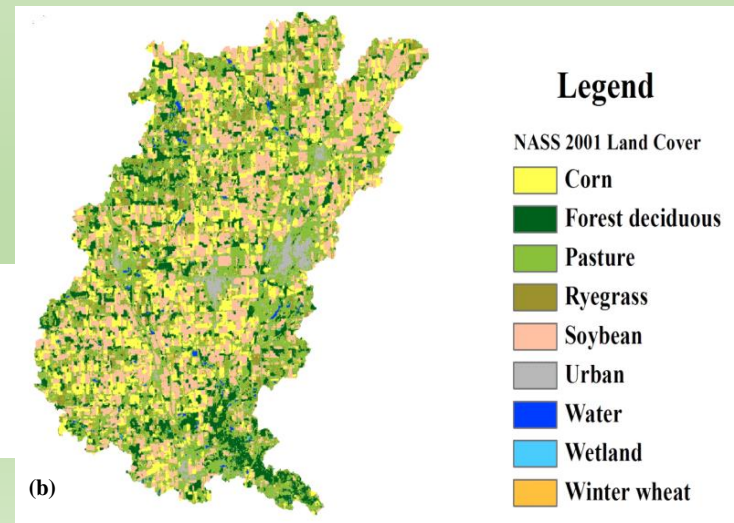 Legend
NASS 2001 Land Cover
Corn
Forest deciduous
Pasture
Ryegrass
Soybean
Urban
Water
Wetland
Winter wheat
(b)